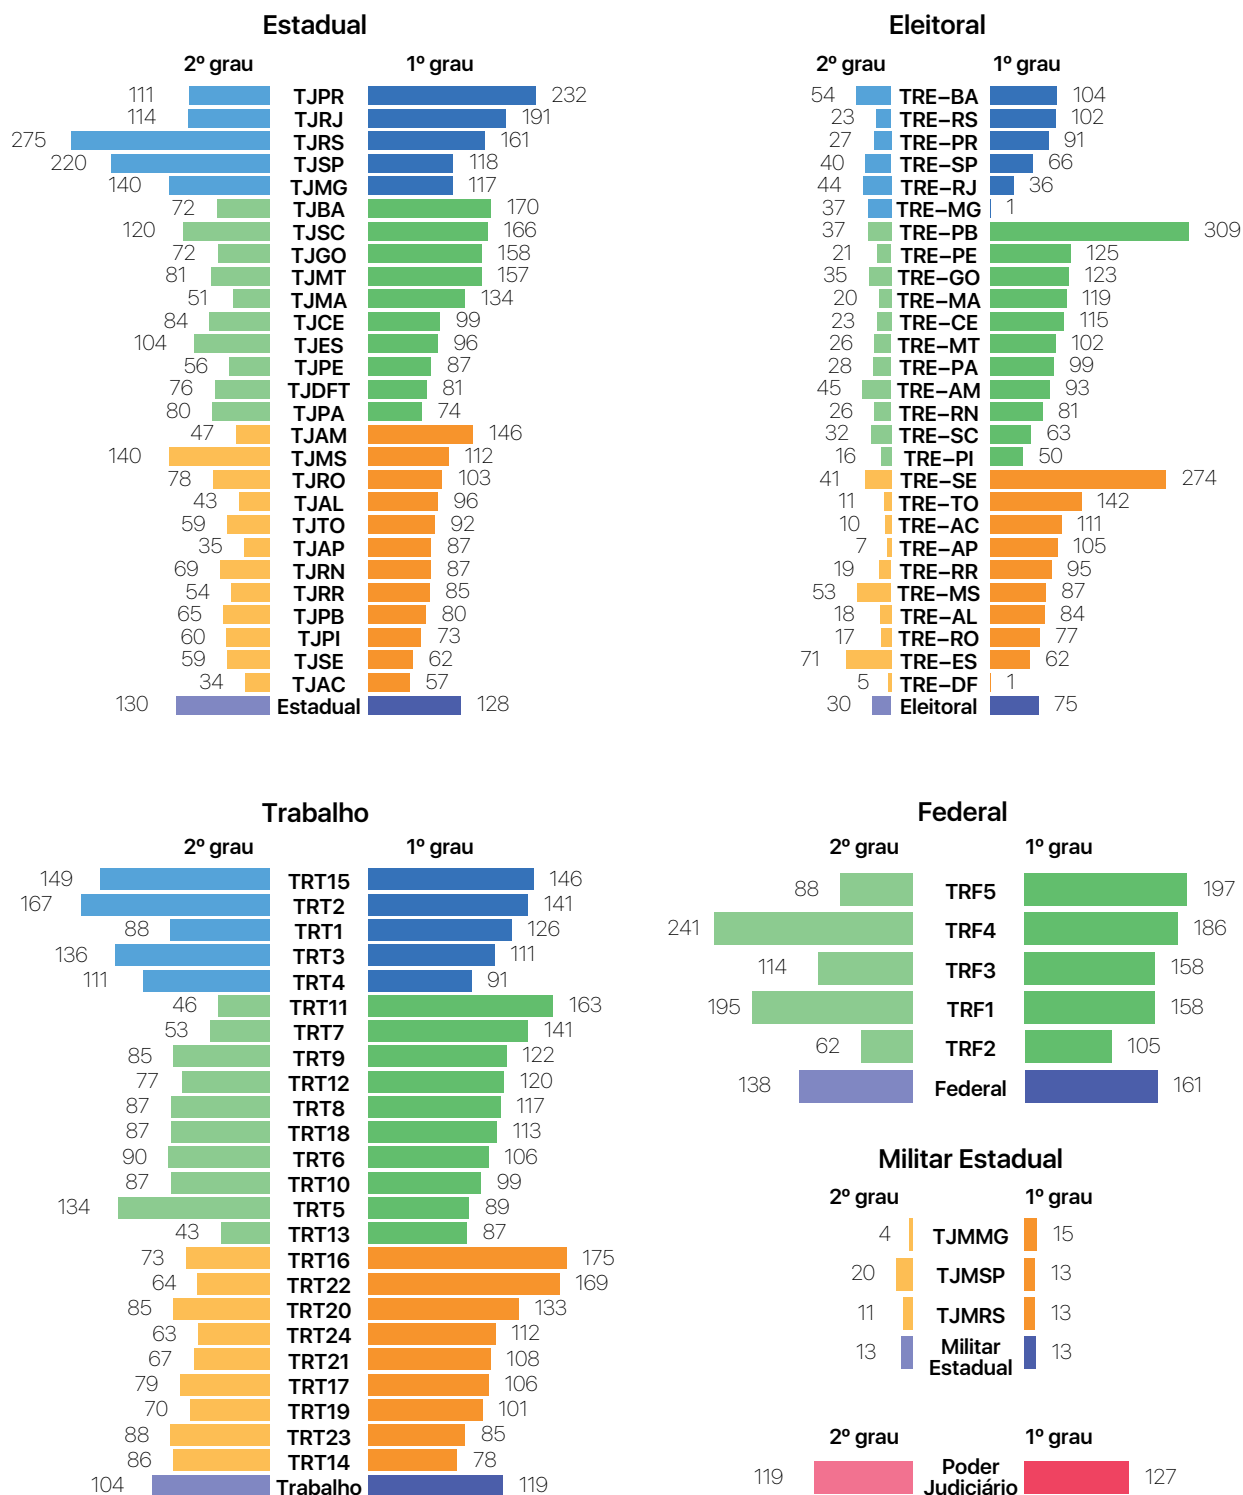 Estadual
2º grau 1º grau
111 TJPR 232
114 TJRJ 191
275 TJRS 161
220 TJSP 118
140 TJMG 117
72 TJBA 170
120 TJSC 166
72 TJGO 158
81 TJMT 157
51 TJMA 134
84 TJCE 99
104 TJES 96
56 TJPE 87
76 TJDFT 81
80 TJPA 74
47 TJAM 146
140 TJMS 112
78 TJRO 103
43 TJAL 96
59 TJTO 92
35 TJAP 87
69 TJRN 87
54 TJRR 85
65 TJPB 80
60 TJPI 73
59 TJSE 62
34 TJAC 57
130 Estadual 128
Eleitoral
2º grau 1º grau
54 TRE–BA 104
23 TRE–RS 102
27 TRE–PR 91
40 TRE–SP 66
44 TRE–RJ 36
37 TRE–MG 1
37 TRE–PB 309
21 TRE–PE 125
35 TRE–GO 123
20 TRE–MA 119
23 TRE–CE 115
26 TRE–MT 102
28 TRE–PA 99
45 TRE–AM 93
26 TRE–RN 81
32 TRE–SC 63
16 TRE–PI 50
41 TRE–SE 274
11 TRE–TO 142
10 TRE–AC 111
7 TRE–AP 105
19 TRE–RR 95
53 TRE–MS 87
18 TRE–AL 84
17 TRE–RO 77
71 TRE–ES 62
5 TRE–DF 1
30 Eleitoral 75
Trabalho
2º grau 1º grau
149 TRT15 146
167 TRT2 141
88 TRT1 126
136 TRT3 111
111 TRT4 91
46 TRT11 163
53 TRT7 141
85 TRT9 122
77 TRT12 120
87 TRT8 117
87 TRT18 113
90 TRT6 106
87 TRT10 99
134 TRT5 89
43 TRT13 87
73 TRT16 175
64 TRT22 169
85 TRT20 133
63 TRT24 112
67 TRT21 108
79 TRT17 106
70 TRT19 101
88 TRT23 85
86 TRT14 78
104 Trabalho 119
Federal
2º grau 1º grau
88 TRF5 197
241 TRF4 186
114 TRF3 158
195 TRF1 158
62 TRF2 105
138 Federal 161
Militar Estadual
2º grau 1º grau
4 TJMMG 15
20 TJMSP 13
11 TJMRS 13
13 Militar 13
Estadual
2º grau 1º grau
119 Poder 127
Judiciário